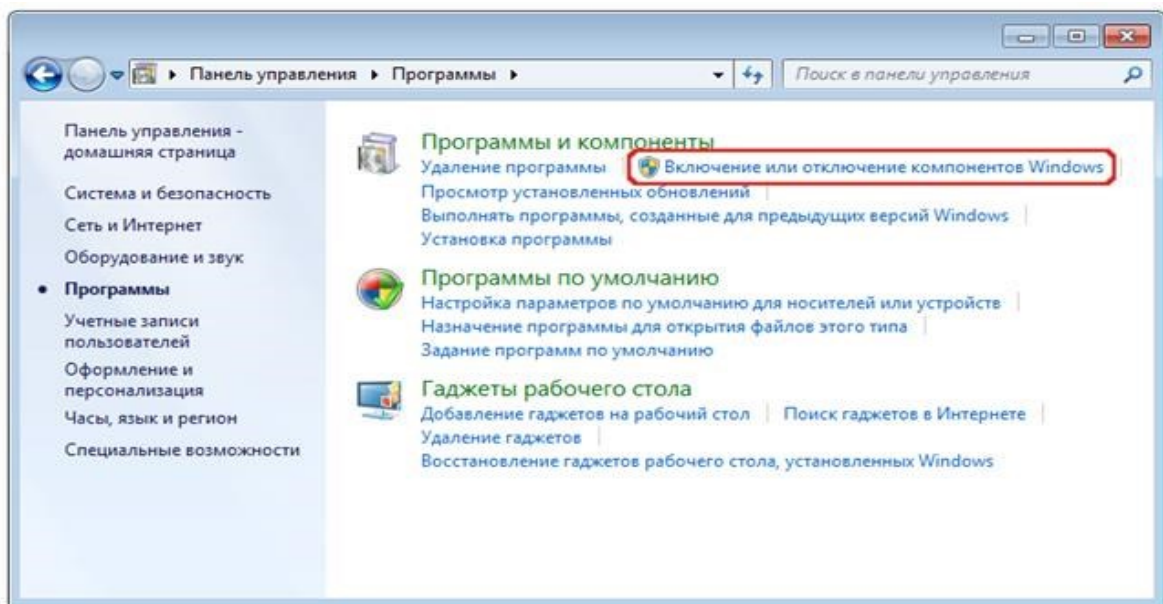 Панель управления ▸ Программы ▸
Поиск в панели управления
Панель управления -
домашняя страница
Система и безопасность
Сеть и Интернет
Оборудование и звук
Программы
Учетные записи
пользователей
Оформление и
персонализация
Часы, язык и регион
Специальные возможности
Программы и компоненты
Удаление программы Включение или отключение компонентов Windows
Просмотр установленных обновлений
Выполнять программы, созданные для предыдущих версий Windows
Установка программы
Программы по умолчанию
Настройка параметров по умолчанию для носителей или устройств
Назначение программы для открытия файлов этого типа
Задание программ по умолчанию
Гаджеты рабочего стола
Добавление гаджетов на рабочий стол Поиск гаджетов в Интернете
Удаление гаджетов
Восстановление гаджетов рабочего стола, установленных Windows